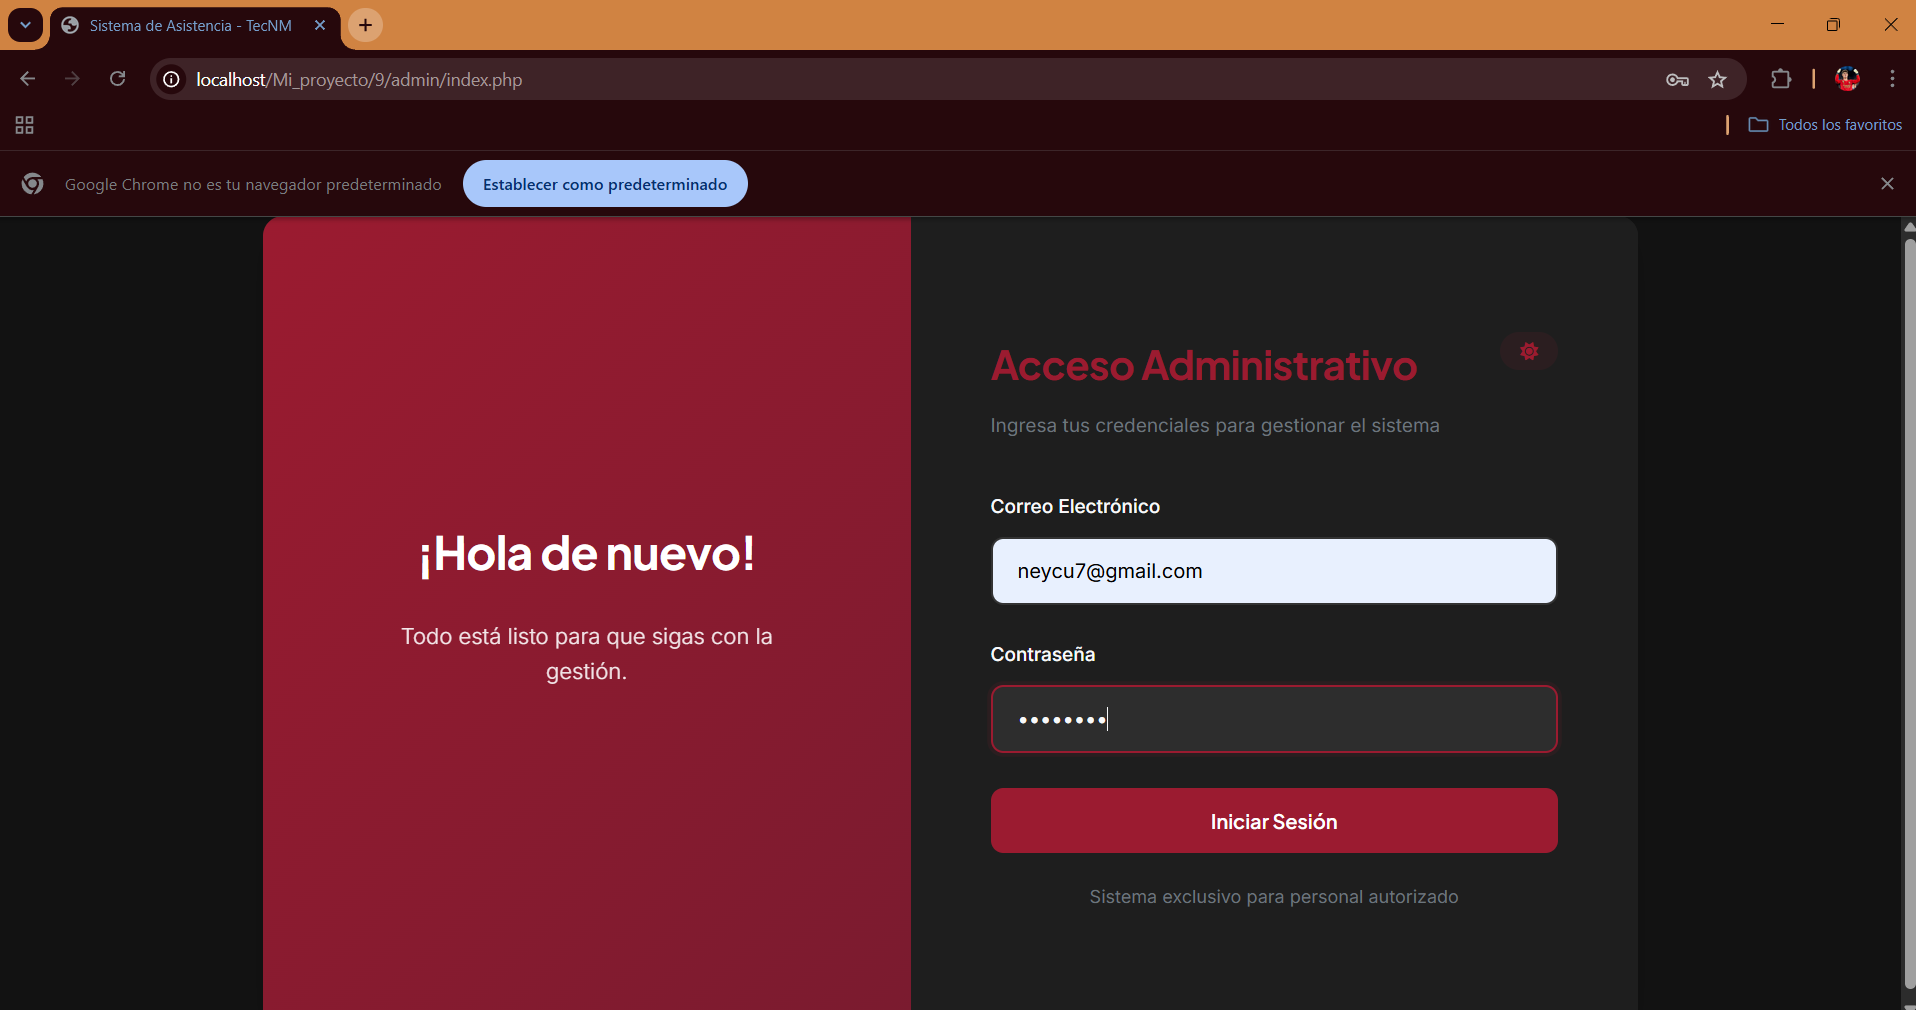 Sistema de Asistencia - TecNM
localhost/Mi_proyecto/9/admin/index.php
Todos los favoritos
Google Chrome no es tu navegador predeterminado
Establecer como predeterminado
¡Hola de nuevo!
Todo está listo para que sigas con la
gestión.
Acceso Administrativo
Ingresa tus credenciales para gestionar el sistema
Correo Electrónico
neycu7@gmail.com
Contraseña
••••••••
Iniciar Sesión
Sistema exclusivo para personal autorizado